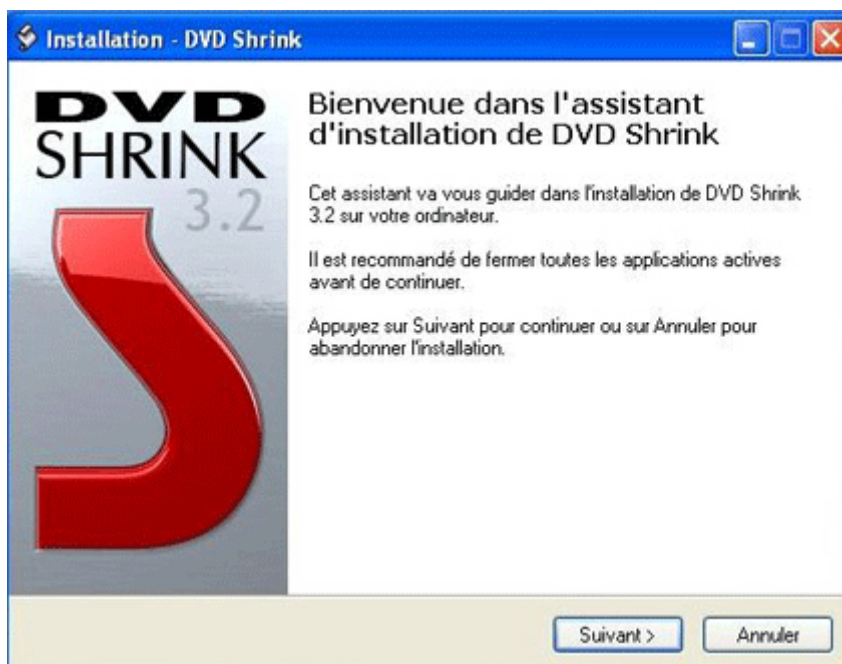 Installation - DVD Shrink
DVD
SHRINK
3.2
Bienvenue dans l'assistant
d'installation de DVD Shrink
Cet assistant va vous guider dans l'installation de DVD Shrink
3.2 sur votre ordinateur.
Il est recommandé de fermer toutes les applications actives
avant de continuer.
Appuyez sur Suivant pour continuer ou sur Annuler pour
abandonner l'installation.
Suivant >
Annuler